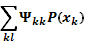 ∑_{kl} Ψ_{kk} P(x_k)